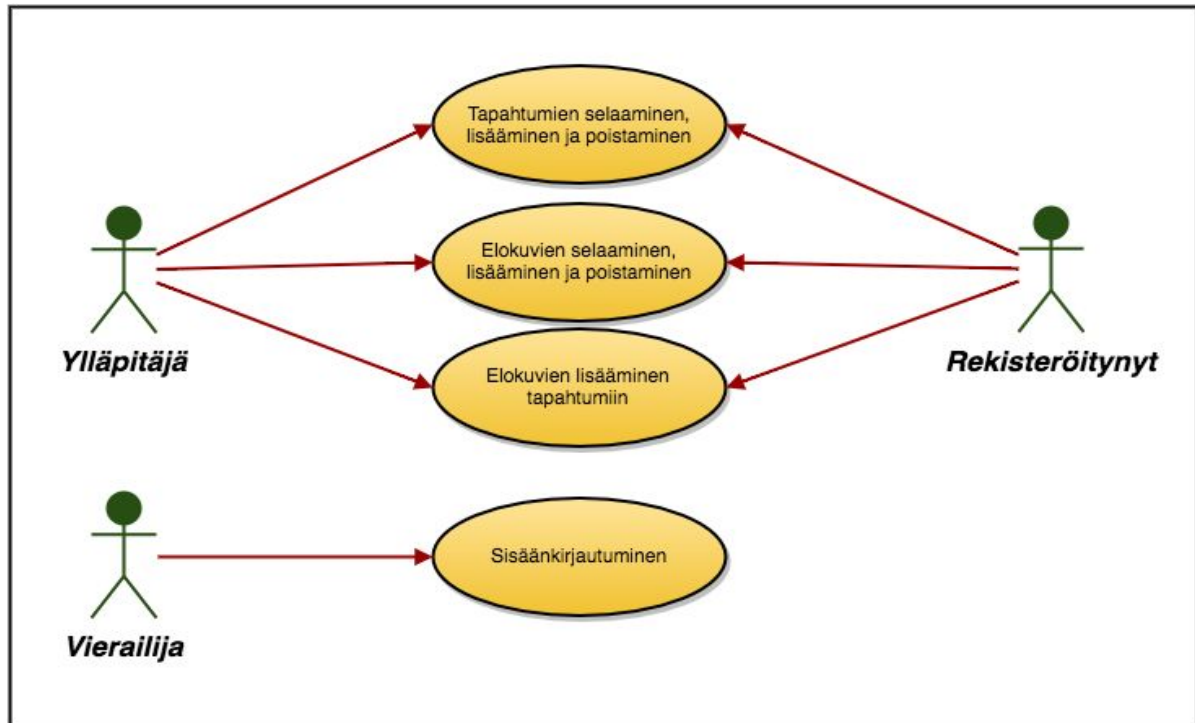 Tapahtumien selaaminen,
lisääminen ja poistaminen
Elokuvien selaaminen,
lisääminen ja poistaminen
Ylläpitäjä
Rekisteröitynyt
Elokuvien lisääminen
tapahtumiin
Sisäänkirjautuminen
Vierailija